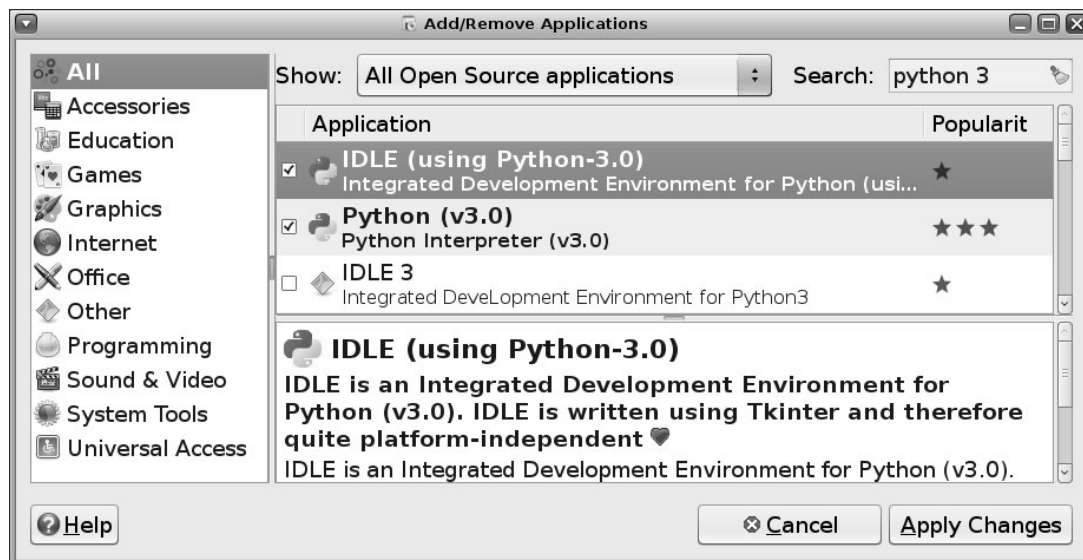 Add/Remove Applications
All
Accessories
Education
Games
Graphics
Internet
Office
Other
Programming
Sound & Video
System Tools
Universal Access
Show: All Open Source applications Search: python 3
Application Popularit
IDLE (using Python-3.0)
Integrated Development Environment for Python (usi...
Python (v3.0)
Python Interpreter (v3.0)
IDLE 3
Integrated DeveLopment Environment for Python3
IDLE (using Python-3.0)
IDLE is an Integrated Development Environment for
Python (v3.0). IDLE is written using Tkinter and therefore
quite platform-independent
IDLE is an Integrated Development Environment for Python (v3.0).
Help Cancel Apply Changes